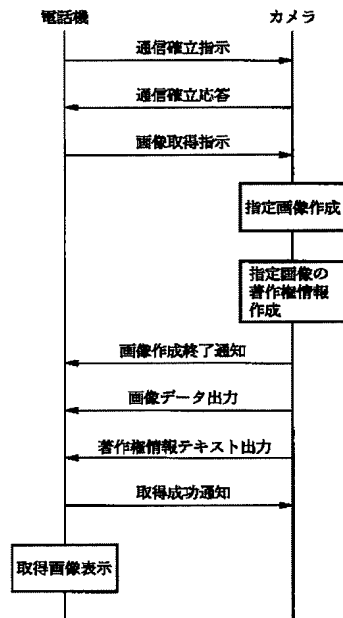 電話機 カメラ
通信確立指示
通信確立応答
画像取得指示
指定画像作成
指定画像の
著作権情報
作成
画像作成終了通知
画像データ出力
著作権情報テキスト出力
取得成功通知
取得画像表示